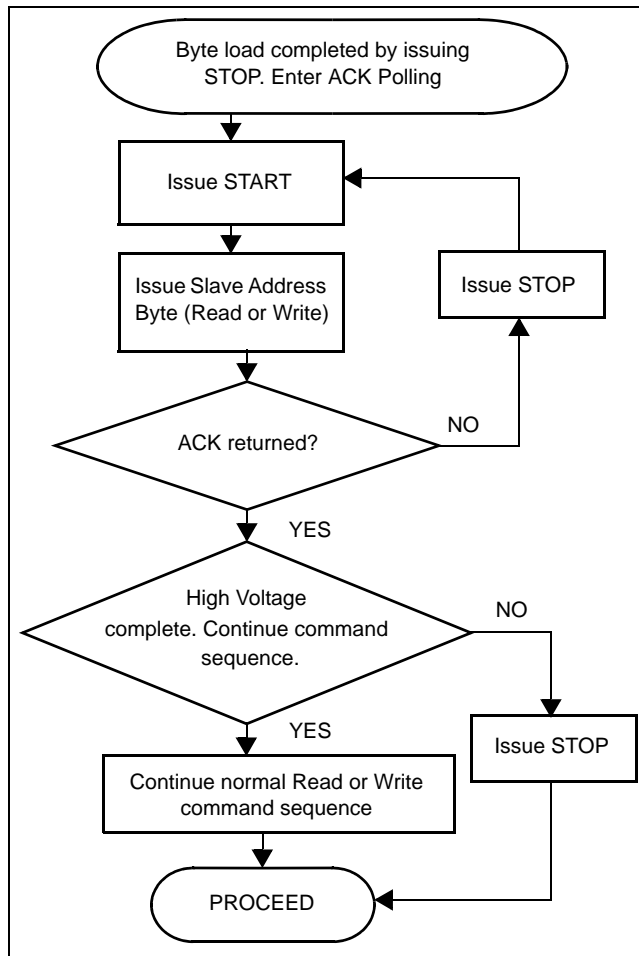 Byte load completed by issuing
STOP. Enter ACK Polling
Issue START
Issue Slave Address
Byte (Read or Write)
Issue STOP
ACK returned?
NO
YES
High Voltage
complete. Continue command
sequence.
NO
YES
Issue STOP
Continue normal Read or Write
command sequence
PROCEED